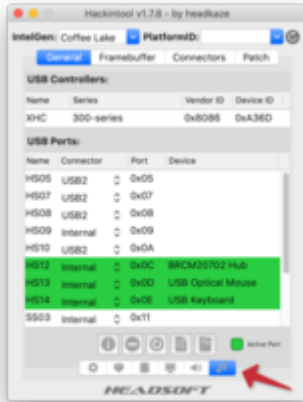 Hackintool v1.7.8 - by headkaze
IntelGen: Coffee Lake PlatformID:
General Framebuffer Connectors Patch
USB Controllers:
Name Series Vendor ID Device ID
XHC 300-series 0x8086 0xA36D
USB Ports:
Name Connector Port Device
HS05 USB2 0x05
HS07 USB2 0x07
HS08 USB2 0x08
HS09 Internal 0x09
HS10 USB2 0x0A
HS12 Internal 0x0C BRCM20702 Hub
HS13 Internal 0x0D USB Optical Mouse
HS14 Internal 0x0E USB Keyboard
SS03 Internal 0x11
Active Port
HEADSOFT